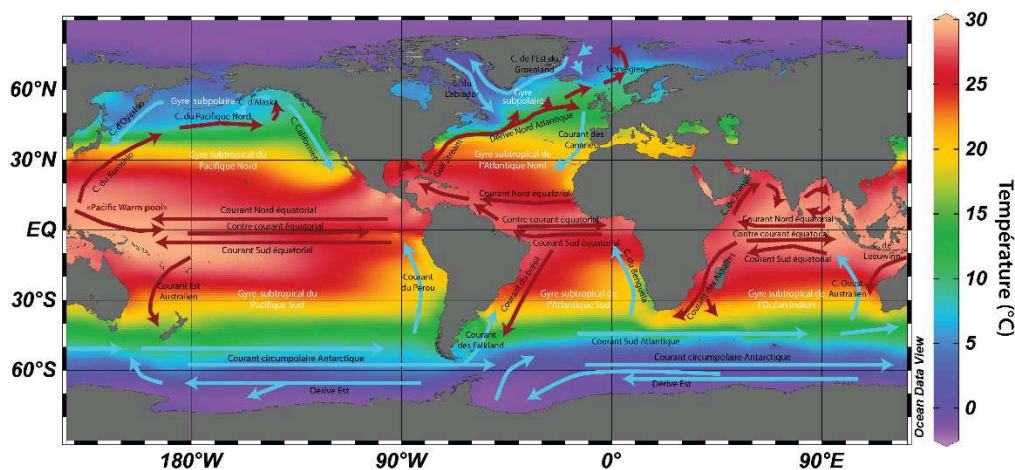 30
25
20
15
10
5
0
Température (°C)
60°N
30°N
EQ
30°S
60°S
180°W
90°W
0°
90°E
Ocean Data View
C. de l'Est du
Groenland
C. Norvégien
C. du
Labrador
Gyre
subpolaire
Dérive Nord Atlantique
Gyre subpolaire
C. d'Alaska
C. d'Oyashio
C. du Pacifique Nord
C. Californien
C. du Kuroshio
Gyre subtropical du
Pacifique Nord
Gulf Stream
Gyre subtropical de
l'Atlantique Nord
Courant des
Canaries
«Pacific Warm pool»
Courant Nord équatorial
Contre courant équatorial
Courant Sud équatorial
Courant Nord équatorial
Contre courant équatorial
Courant Sud équatorial
C. de Somali
Courant Nord équatorial
Contre courant équatorial
Courant Sud équatorial
C. de
Leeuwin
Courant Est
Australien
Gyre subtropical du
Pacifique Sud
Courant
du Pérou
Courant du brésil
Gyre subtropical de
l'Atlantique Sud
C. du Benguela
Courant des Aiguilles
Gyre subtropical de
l'Océan Indien
C. Ouest
Australien
Courant
des Falkland
Courant Sud Atlantique
Courant circumpolaire Antarctique
Courant circumpolaire Antarctique
Dérive Est
Dérive Est